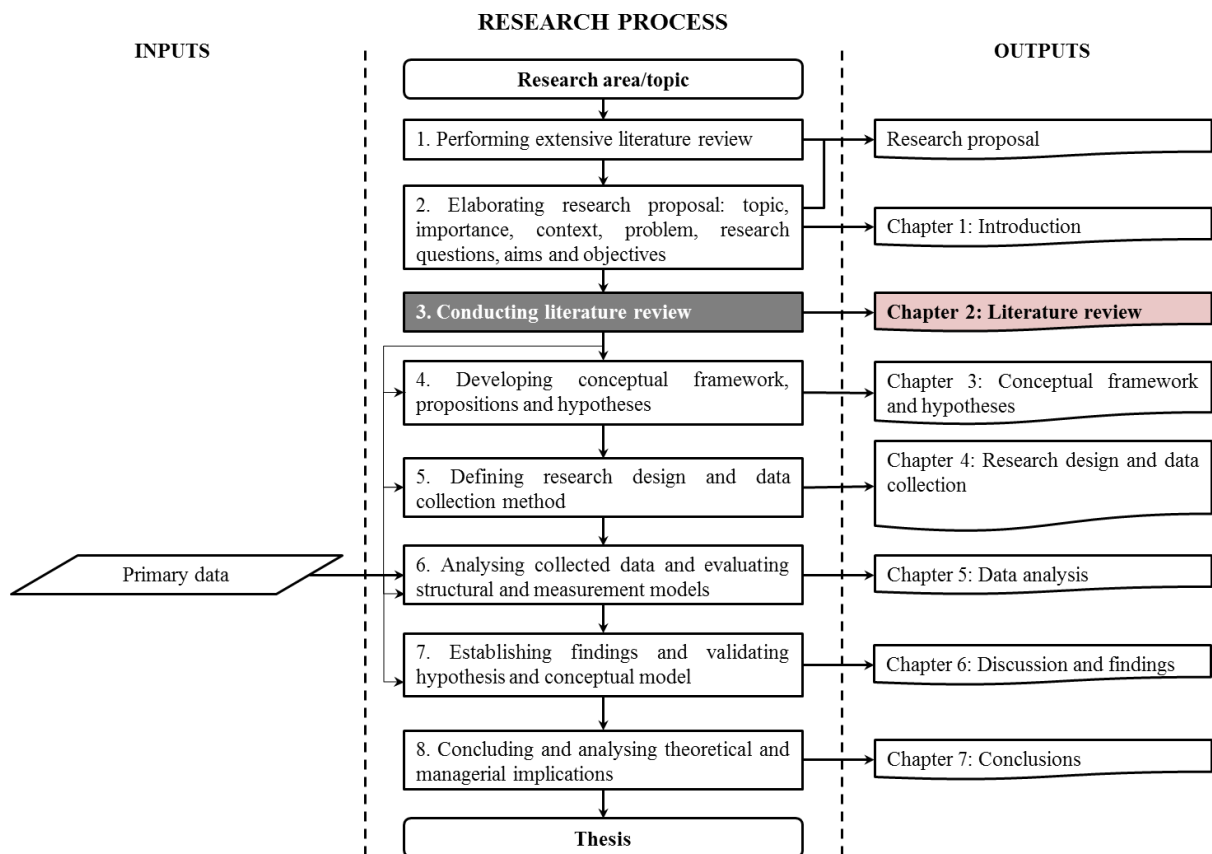 RESEARCH PROCESS
INPUTS
OUTPUTS
Research area/topic
1. Performing extensive literature review
Research proposal
2. Elaborating research proposal: topic,
importance, context, problem, research
questions, aims and objectives
Chapter 1: Introduction
3. Conducting literature review
Chapter 2: Literature review
4. Developing conceptual framework,
propositions and hypotheses
Chapter 3: Conceptual framework
and hypotheses
5. Defining research design and data
collection method
Chapter 4: Research design and data
collection
Primary data
6. Analysing collected data and evaluating
structural and measurement models
Chapter 5: Data analysis
7. Establishing findings and validating
hypothesis and conceptual model
Chapter 6: Discussion and findings
8. Concluding and analysing theoretical and
managerial implications
Chapter 7: Conclusions
Thesis